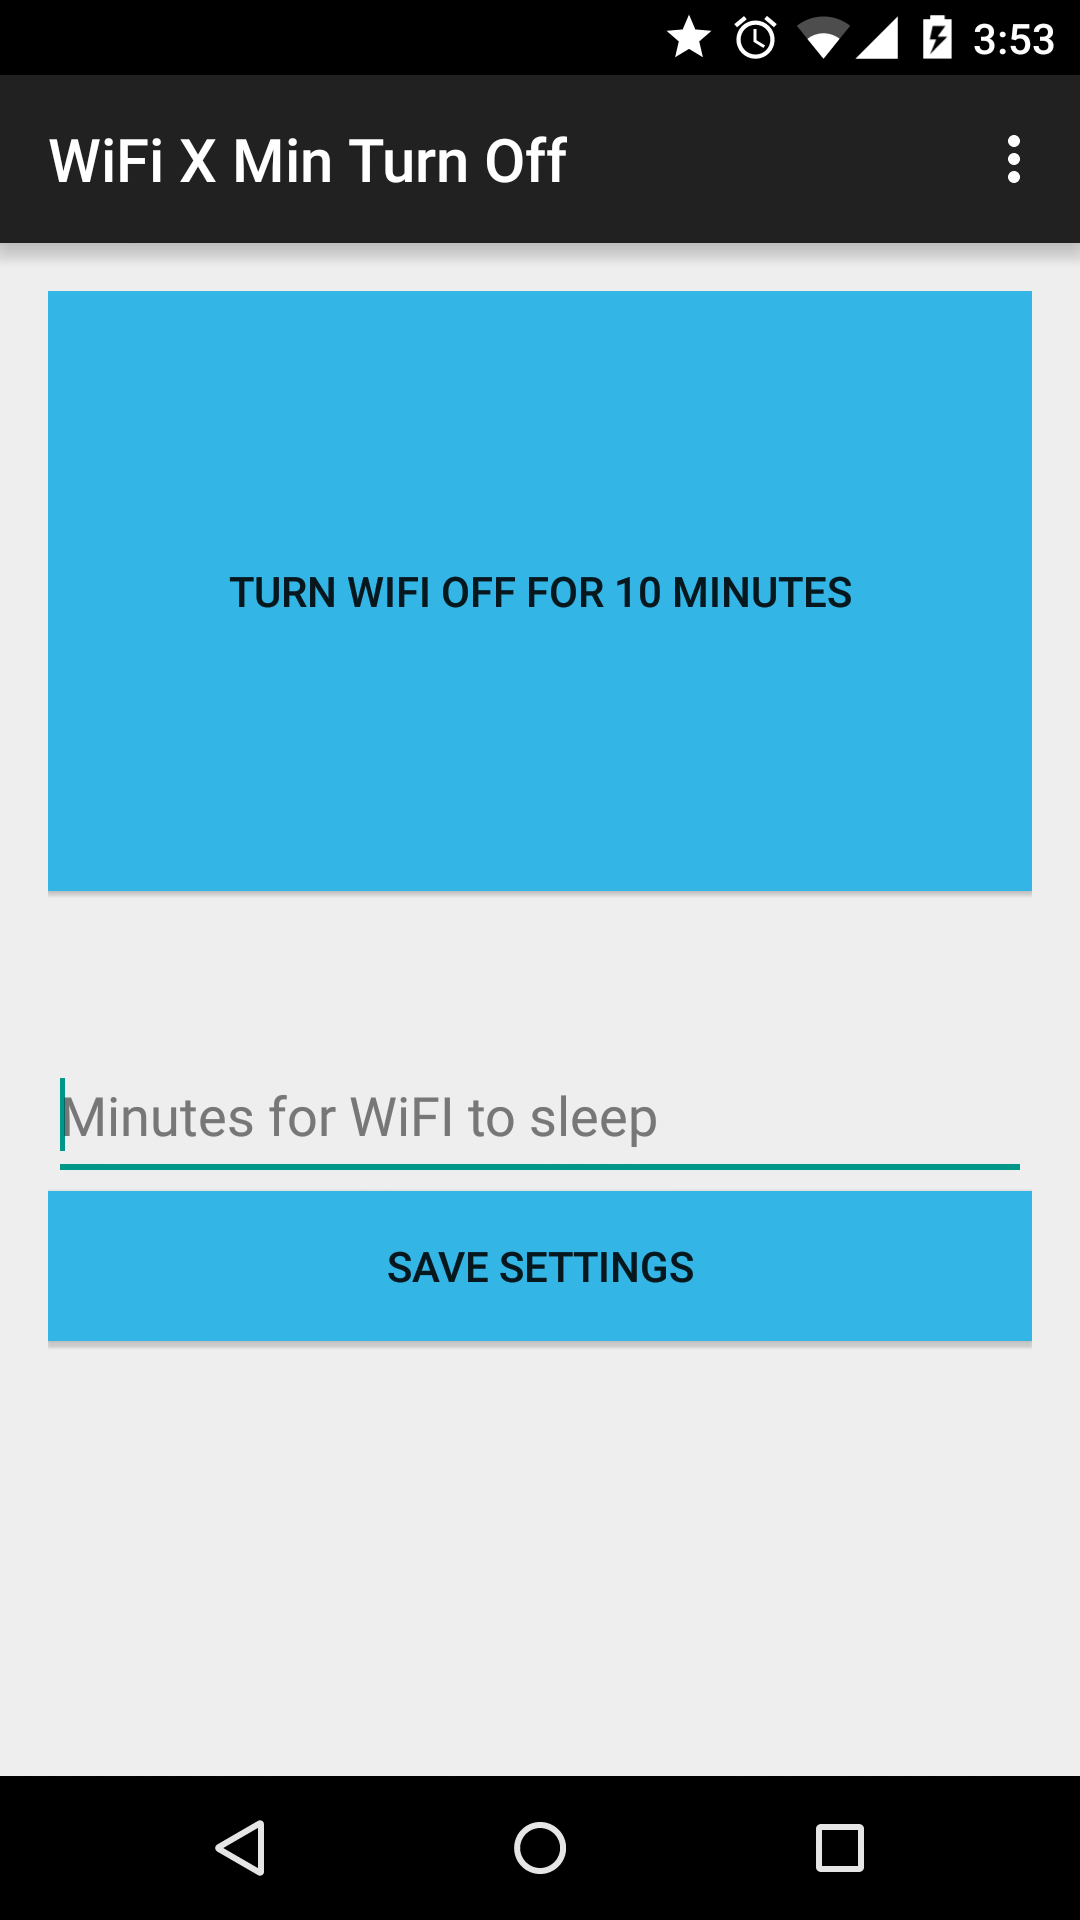 3:53
WiFi X Min Turn Off
TURN WIFI OFF FOR 10 MINUTES
Minutes for WiFI to sleep
SAVE SETTINGS